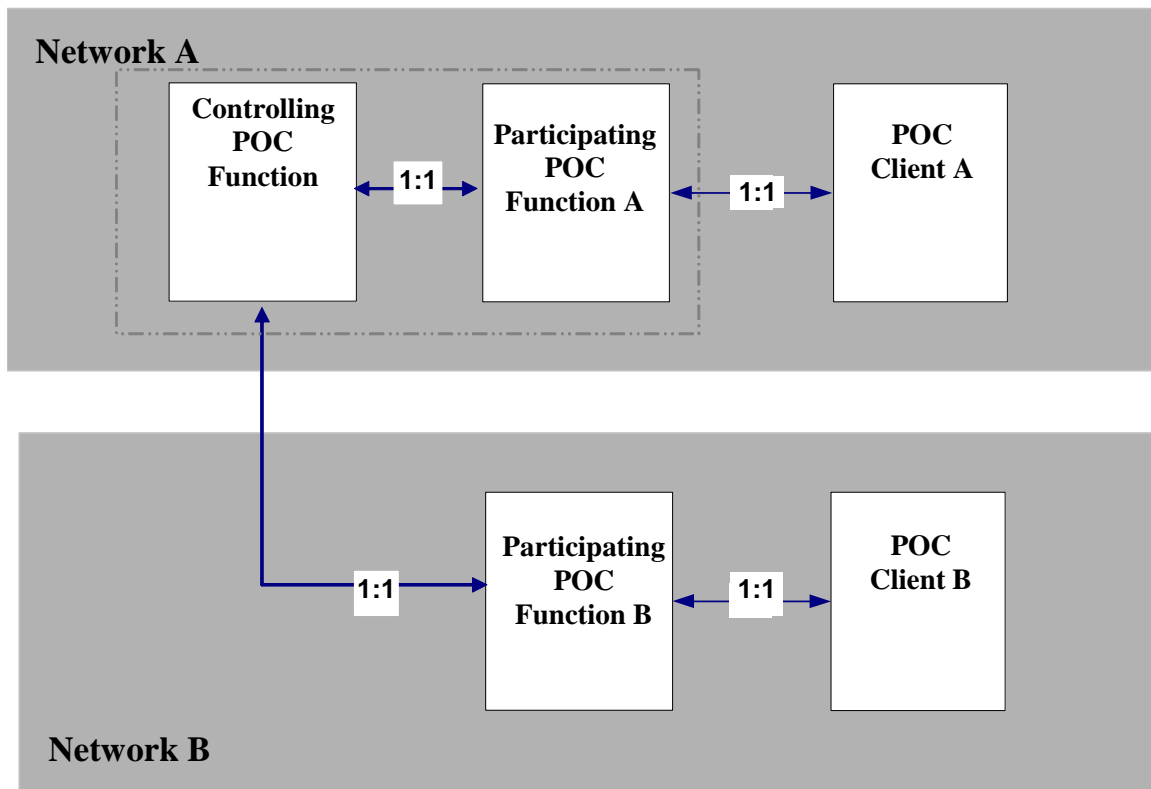 Network A
Controlling
POC
Function
1:1
Participating
POC
Function A
1:1
POC
Client A
1:1
Participating
POC
Function B
1:1
POC
Client B
Network B